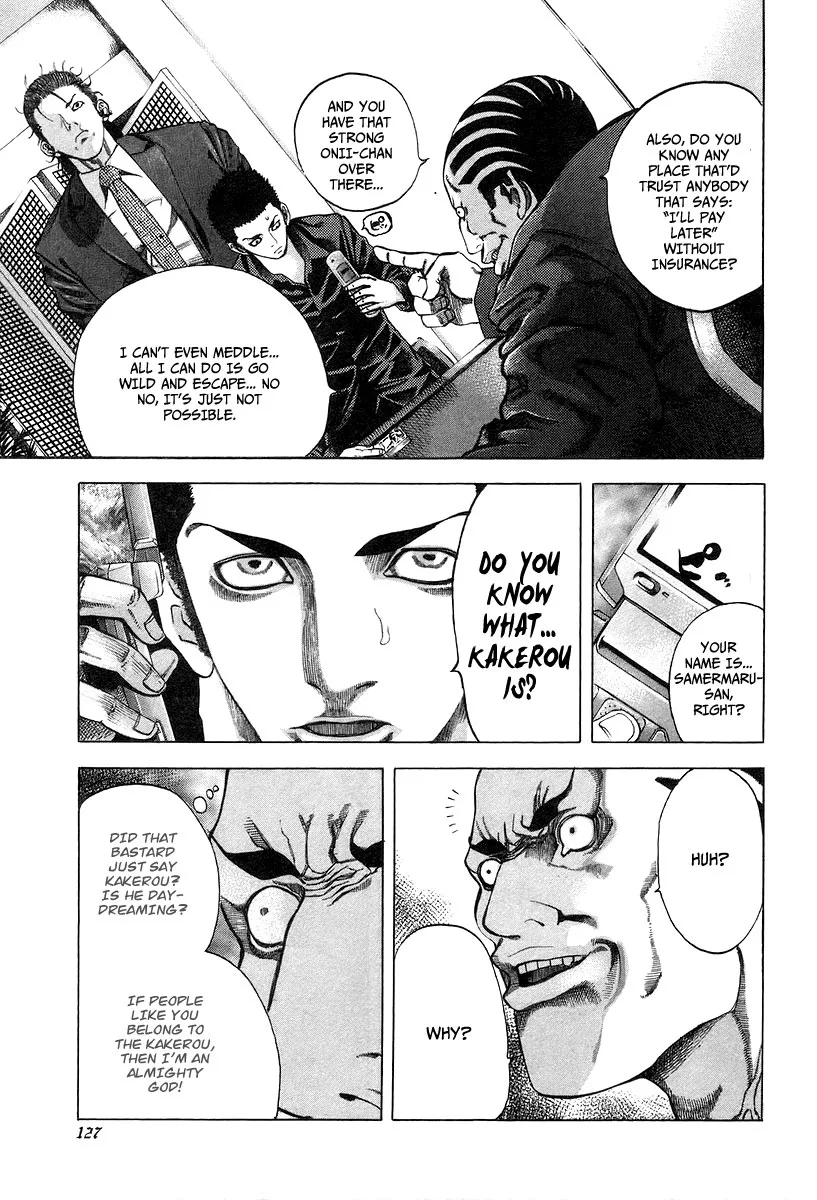 ALSO, DO YOU
KNOW ANY
PLACE THAT'D
TRUST ANYBODY
THAT SAYS:
"I'LL PAY
LATER"
WITHOUT
INSURANCE?
AND YOU
HAVE THAT
STRONG
ONII-CHAN
OVER
THERE...
I CAN'T EVEN MEDDLE...
ALL I CAN DO IS GO
WILD AND ESCAPE... NO
NO, IT'S JUST NOT
POSSIBLE.
YOUR
NAME IS...
SAMERMARU-
SAN,
RIGHT?
DO YOU
KNOW
WHAT...
KAKEROU
IS?
HUH?
WHY?
DID THAT
BASTARD
JUST SAY
KAKEROU?
IS HE DAY-
DREAMING?
IF PEOPLE
LIKE YOU
BELONG TO
THE KAKEROU,
THEN I'M AN
ALMIGHTY
GOD!
127